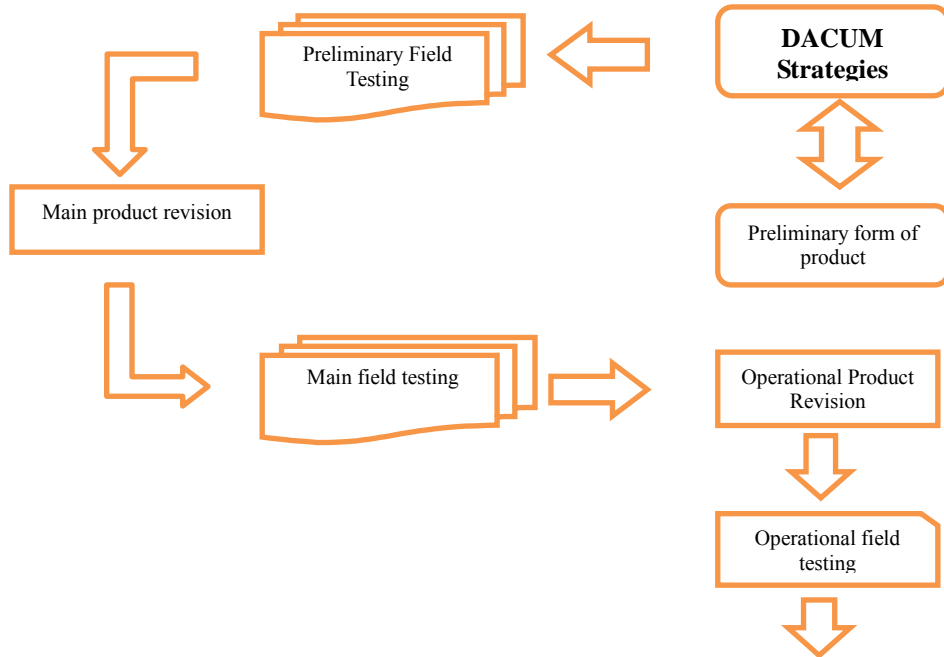 Preliminary Field
Testing
DACUM
Strategies
Main product revision
Preliminary form of
product
Main field testing
Operational Product
Revision
Operational field
testing